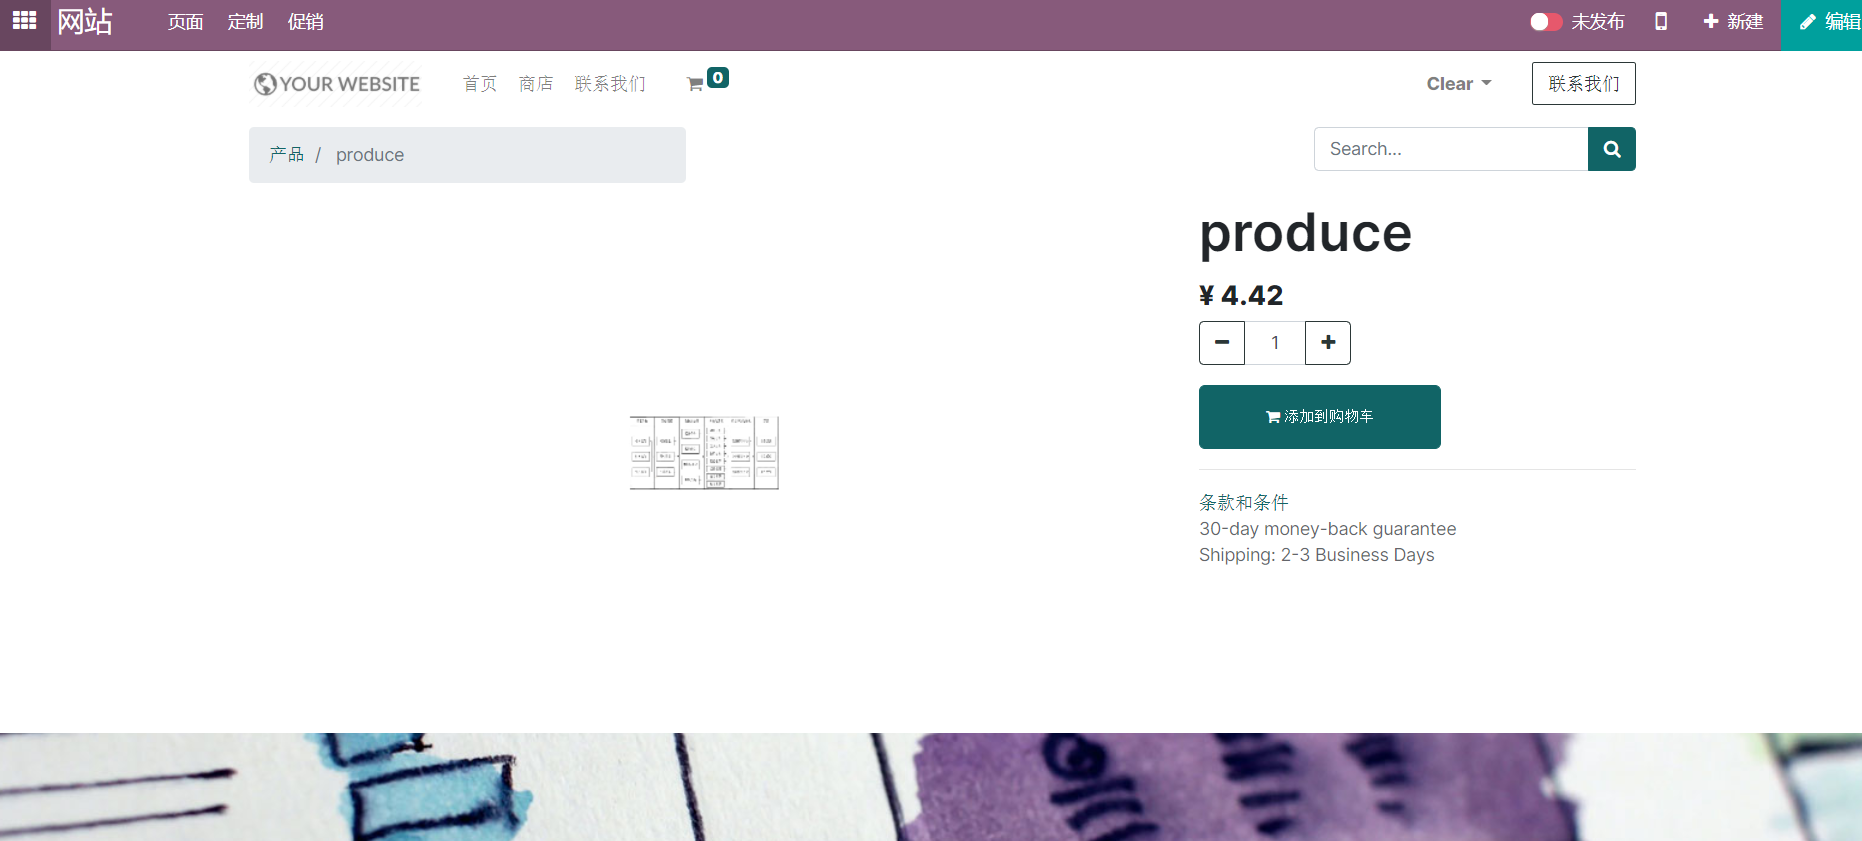 网站 页面 定制 促销 未发布 新建 编辑
YOUR WEBSITE 首页 商店 联系我们 0 Clear 联系我们
产品 / produce Search...
produce
¥ 4.42
1
添加到购物车
条款和条件
30-day money-back guarantee
Shipping: 2-3 Business Days